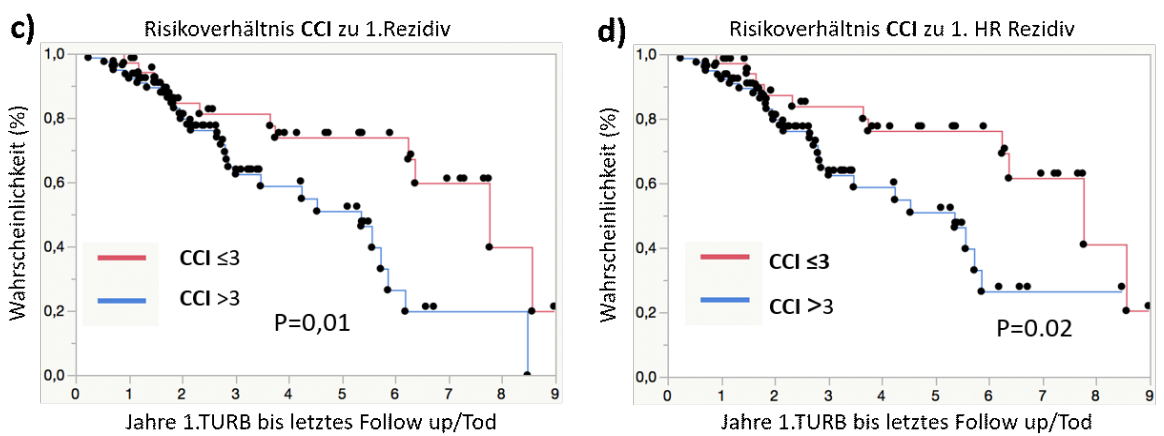 c)
Risikoverhältnis CCI zu 1.Rezidiv
Wahrscheinlichkeit (%)
1,0
0,8
0,6
0,4
0,2
0,0
CCI ≤3
CCI >3
P=0,01
0 1 2 3 4 5 6 7 8 9
Jahre 1.TURB bis letztes Follow up/Tod
d)
Risikoverhältnis CCI zu 1. HR Rezidiv
Wahrscheinlichkeit (%)
1,0
0,8
0,6
0,4
0,2
0,0
CCI ≤3
CCI >3
P=0.02
0 1 2 3 4 5 6 7 8 9
Jahre 1.TURB bis letztes Follow up/Tod